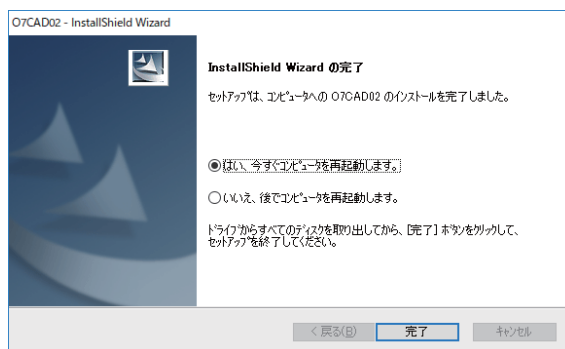 O7CAD02 - InstallShield Wizard
InstallShield Wizard の完了
セットアップは、コンピュータへの O7CAD02 のインストールを完了しました。
はい、今すぐコンピュータを再起動します。
いいえ、後でコンピュータを再起動します。
ドライブからすべてのディスクを取り出してから、[完了] ボタンをクリックして、
セットアップを終了してください。
< 戻る(B)
完了
キャンセル